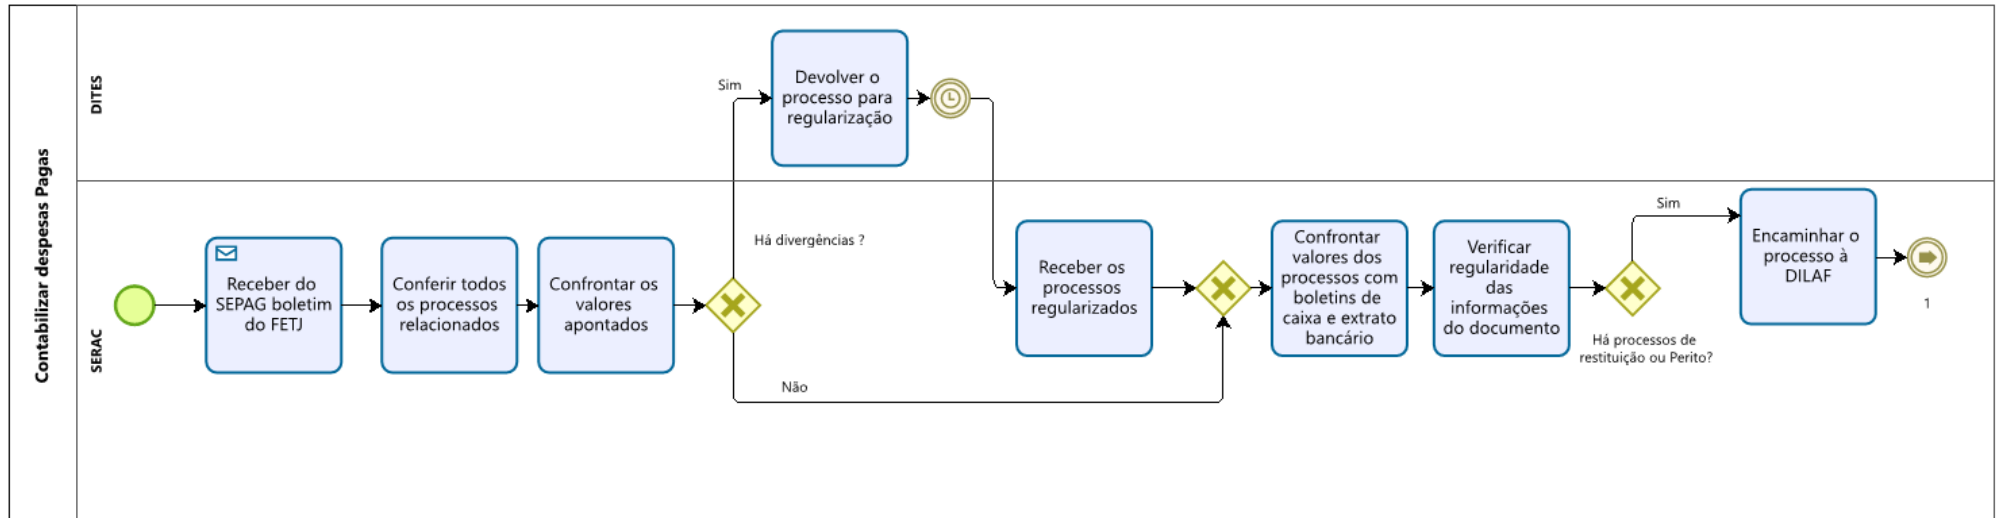 Contabilizar despesas Pagas
DITES
SERAC
Receber do
SEPAG boletim
do FETJ
Conferir todos
os processos
relacionados
Confrontar os
valores
apontados
Há divergências ?
Sim
Devolver o
processo para
regularização
Não
Receber os
processos
regularizados
Confrontar
valores dos
processos com
boletins de
caixa e extrato
bancário
Verificar
regularidade
das
informações
do documento
Há processos de
restituição ou Perito?
Sim
Encaminhar o
processo à
DILAF
1